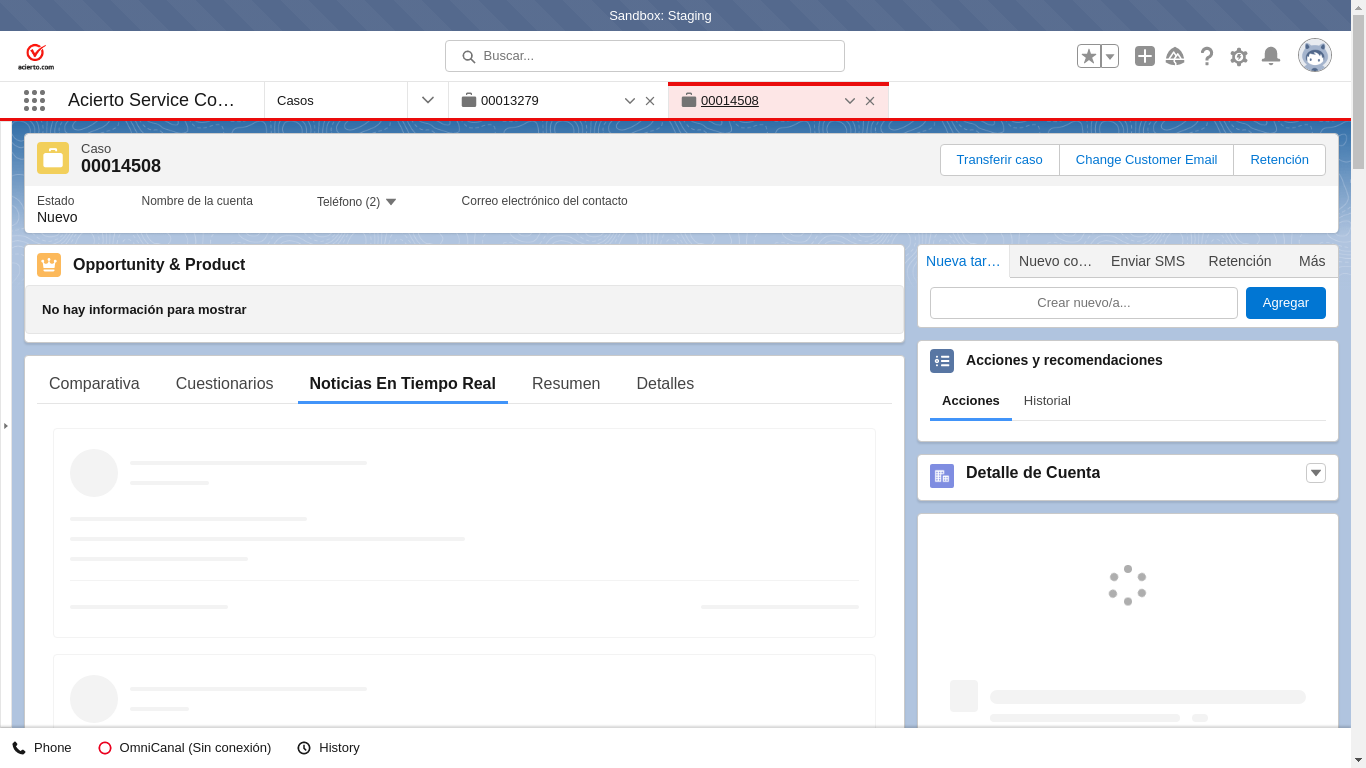 Sandbox: Staging
acierto.com
Buscar...
Acierto Service Co…
Casos
00013279
00014508
Caso
00014508
Transferir caso
Change Customer Email
Retención
Estado
Nuevo
Nombre de la cuenta
Teléfono (2)
Correo electrónico del contacto
Opportunity & Product
No hay información para mostrar
Comparativa
Cuestionarios
Noticias En Tiempo Real
Resumen
Detalles
Nueva tar…
Nuevo co…
Enviar SMS
Retención
Más
Crear nuevo/a...
Agregar
Acciones y recomendaciones
Acciones
Historial
Detalle de Cuenta
Phone
OmniCanal (Sin conexión)
History